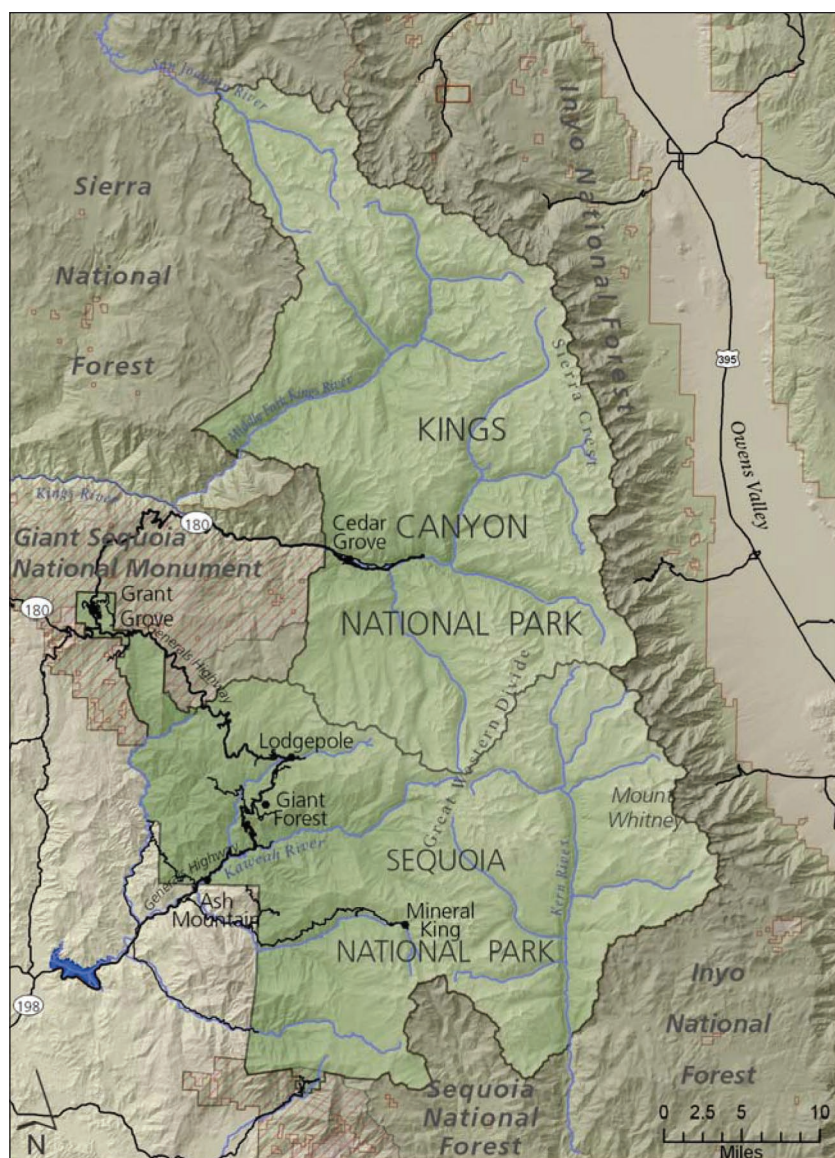 San Joaquin River
Inyo National Forest
Sierra
National
Forest
395
Sierra Crest
Middle Fork Kings River
KINGS
Owens Valley
Kings River
180
CANYON
Cedar
Grove
Giant Sequoia
National Monument
Grant
Grove
180
NATIONAL PARK
Generals Highway
Great Western Divide
Lodgepole
Giant
Forest
Mount
Whitney
Kaweah River
SEQUOIA
Kern River
Generals Highway
Ash
Mountain
Mineral
King
NATIONAL PARK
198
Inyo
National
Forest
Sequoia
National
Forest
N
0 2.5 5 10
Miles